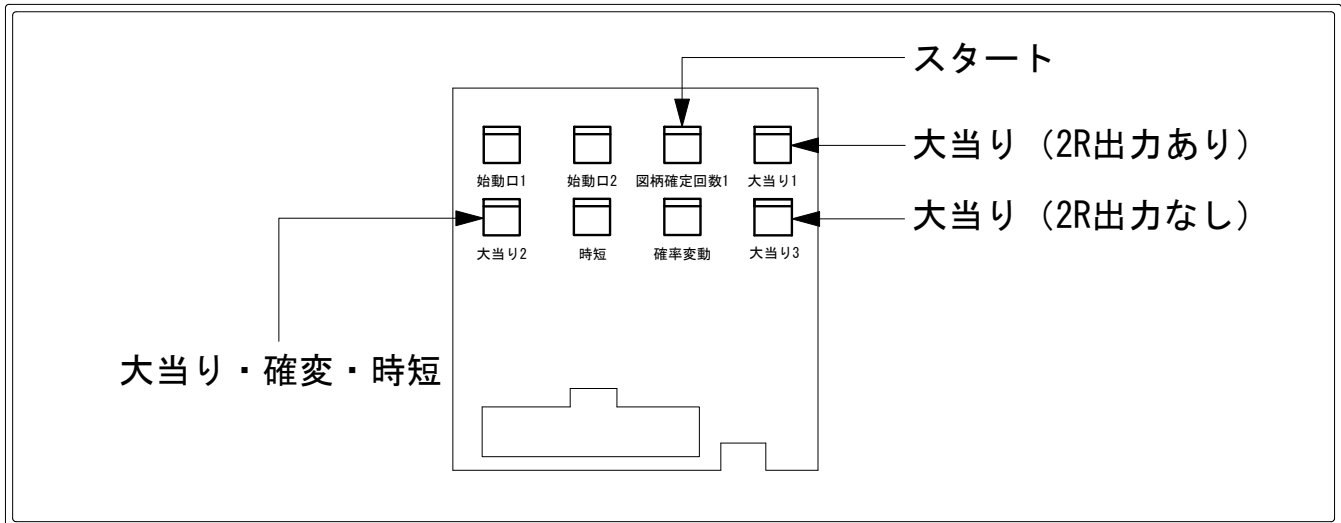 スタート
大当り（2R出力あり）
始動口1 始動口2 図柄確定回数1 大当り1
大当り（2R出力なし）
大当り2 時短 確率変動 大当り3
大当り・確変・時短